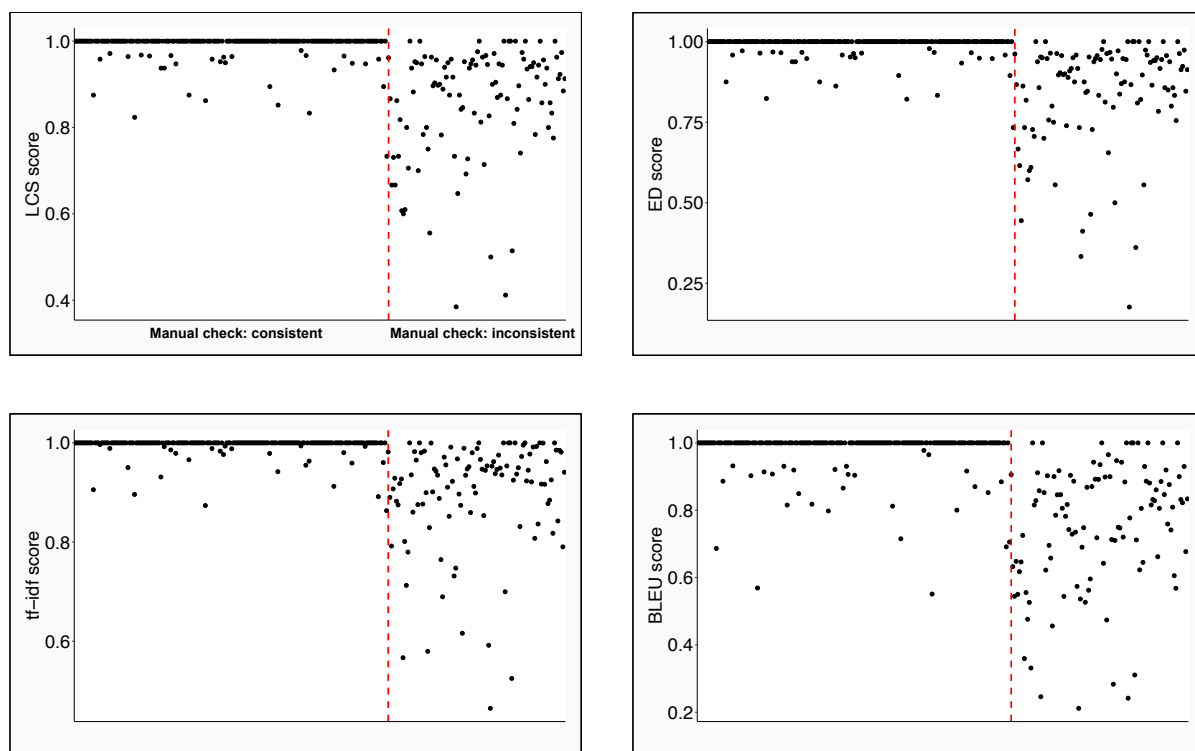 LCS score
1.0
0.8
0.6
0.4
Manual check: consistent
Manual check: inconsistent
ED score
1.00
0.75
0.50
0.25
tf−idf score
1.0
0.8
0.6
BLEU score
1.0
0.8
0.6
0.4
0.2